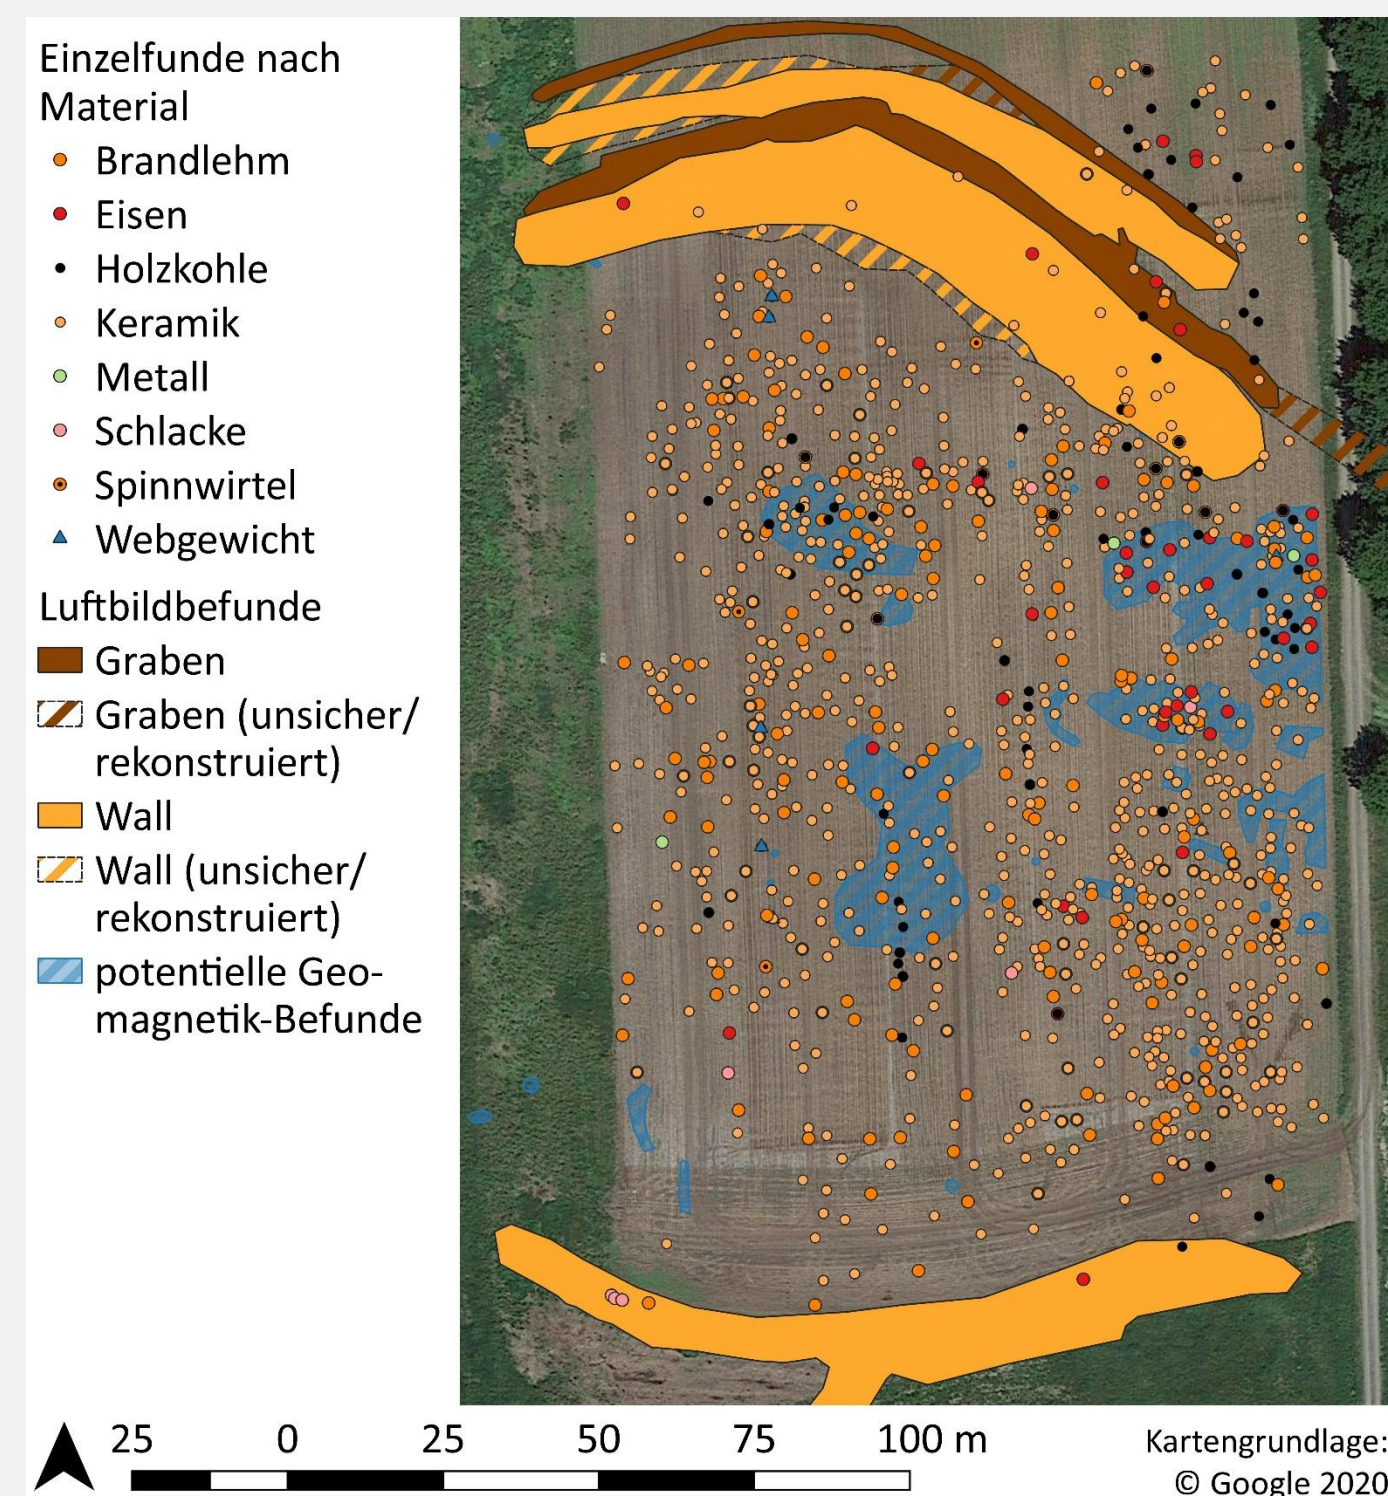 Einzelfunde nach
Material
Brandlehm
Eisen
Holzkohle
Keramik
Metall
Schlacke
Spinnwirtel
Webgewicht
Luftbildbefunde
Graben
Graben (unsicher/
rekonstruiert)
Wall
Wall (unsicher/
rekonstruiert)
potentielle Geo-
magnetik-Befunde
25 0 25 50 75 100 m
Kartengrundlage:
© Google 2020